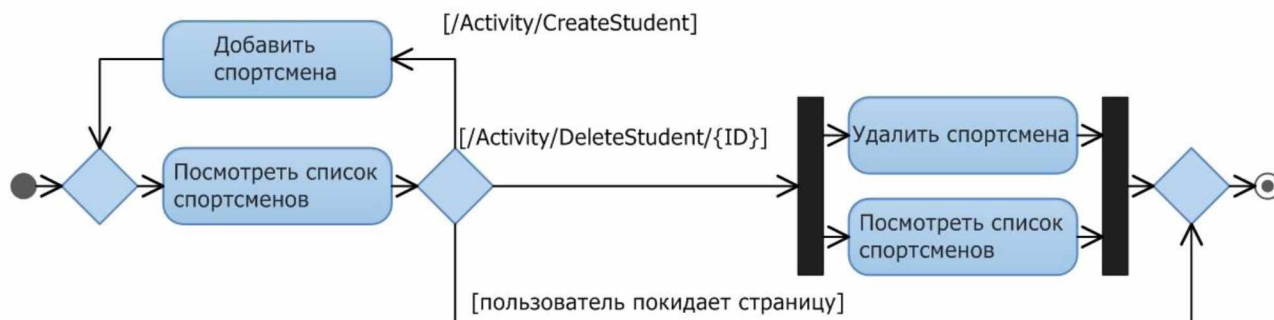 [/Activity/CreateStudent]
Добавить
спортсмена
[/Activity/DeleteStudent/{ID}]
Удалить спортсмена
Посмотреть список
спортсменов
Посмотреть список
спортсменов
[пользователь покидает страницу]